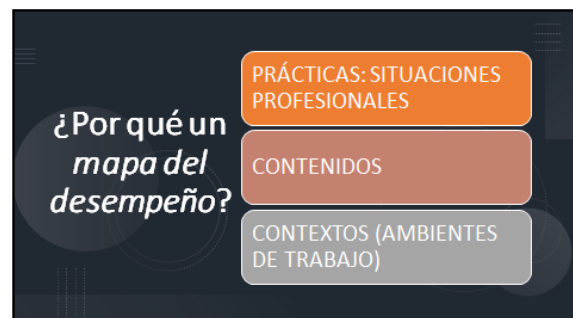 ¿Por qué un
mapa del
desempeño?
PRÁCTICAS: SITUACIONES
PROFESIONALES
CONTENIDOS
CONTEXTOS (AMBIENTES
DE TRABAJO)